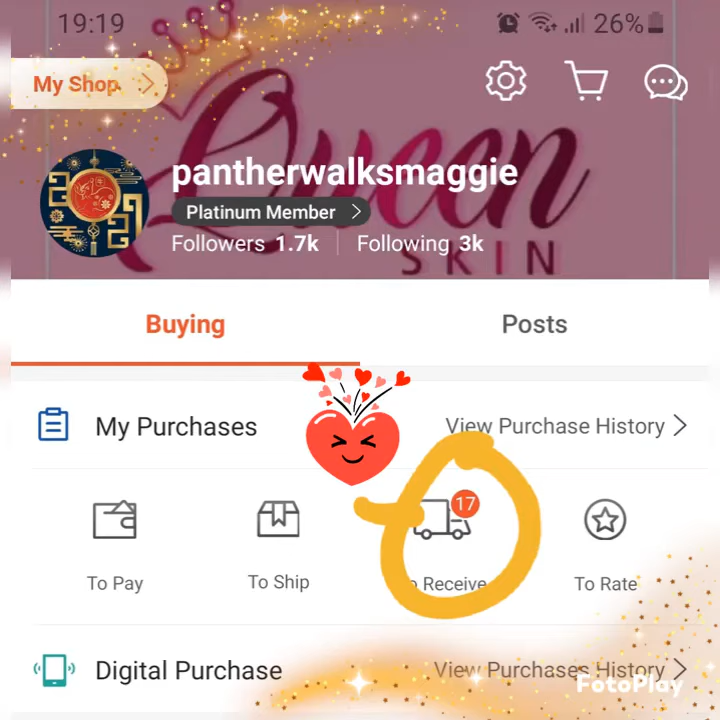 19:19
26%
My Shop
Queen
SKIN
pantherwalksmaggie
Platinum Member
Followers 1.7k
Following 3k
Buying
Posts
My Purchases
View Purchase History
17
To Pay
To Ship
o Receive
To Rate
Digital Purchase
View Purchases History
FotoPlay
2021